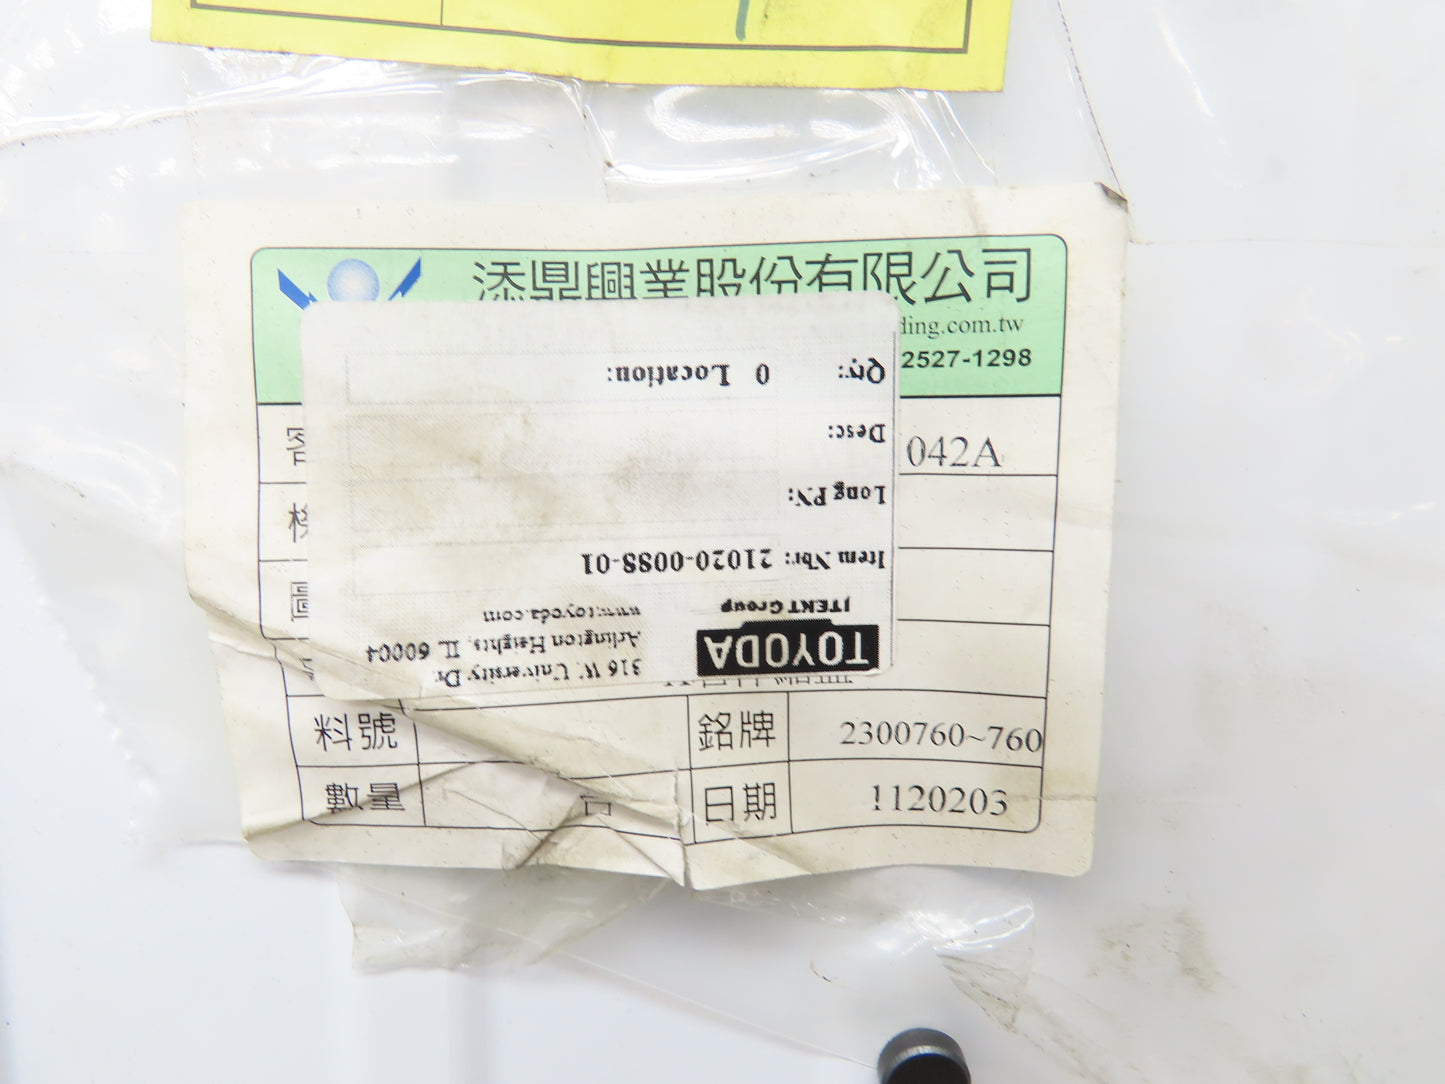 添鼎興業股份有限公司
ding.com.tw
2527-1298
042A
料號 銘牌 2300760~760
數量 台 日期 1120203
TOYODA
JTEKT Group
316 W. University Dr.
Arlington Heights, IL 60004
www.toyoda.com
Item Nbr: 21020-0088-01
Long PN:
Desc:
Qty: 0 Location: